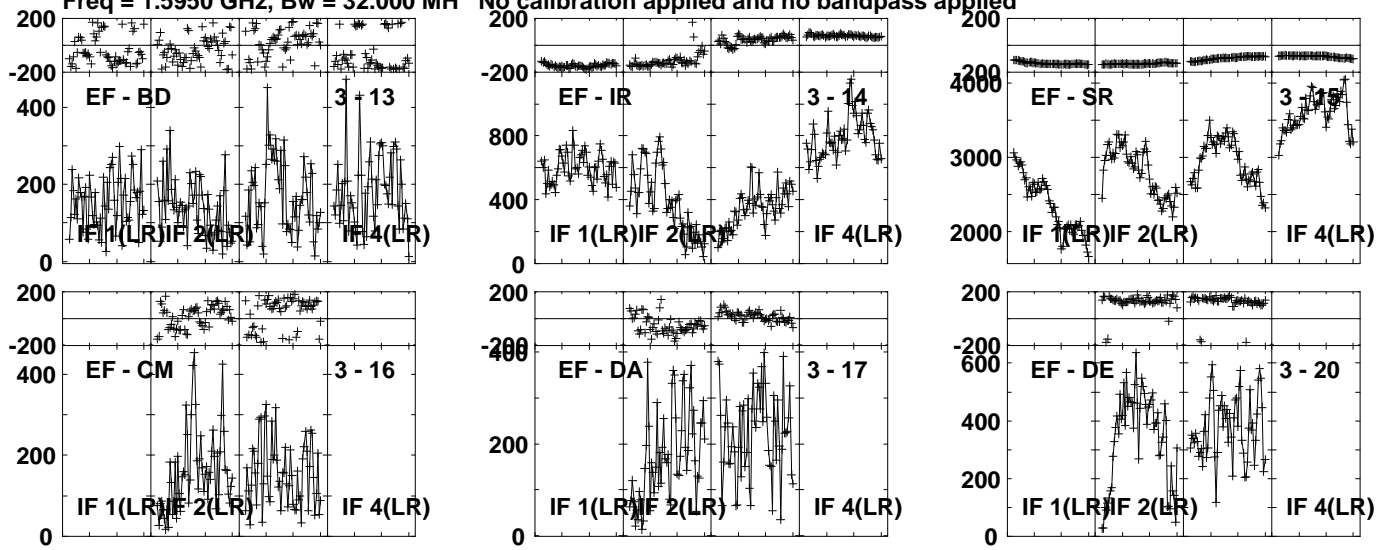 Freq = 1.5950 GHz, Bw = 32.000 MH No calibration applied and no bandpass applied
200
-200
EF - BD 3 - 13
400
200
IF 1(LR) IF 2(LR) IF 4(LR)
0
200
-200
EF - IR 3 - 14
800
400
IF 1(LR) IF 2(LR) IF 4(LR)
0
200
-200
4000
EF - SR 3 - 15
3000
2000
IF 1(LR) IF 2(LR) IF 4(LR)
200
-200
EF - CM 3 - 16
400
200
IF 1(LR) IF 2(LR) IF 4(LR)
0
200
-200
400
EF - DA 3 - 17
200
IF 1(LR) IF 2(LR) IF 4(LR)
0
200
-200
EF - DE 3 - 20
600
400
200
IF 1(LR) IF 2(LR) IF 4(LR)
0